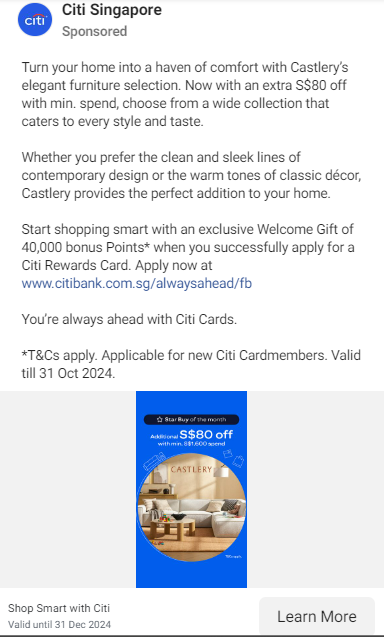 citi
Citi Singapore
Sponsored
Turn your home into a haven of comfort with Castlery's
elegant furniture selection. Now with an extra S$80 off
with min. spend, choose from a wide collection that
caters to every style and taste.
Whether you prefer the clean and sleek lines of
contemporary design or the warm tones of classic décor,
Castlery provides the perfect addition to your home.
Start shopping smart with an exclusive Welcome Gift of
40,000 bonus Points* when you successfully apply for a
Citi Rewards Card. Apply now at
www.citibank.com.sg/alwaysahead/fb
You're always ahead with Citi Cards.
*T&Cs apply. Applicable for new Citi Cardmembers. Valid
till 31 Oct 2024.
Star Buy of the month
Additional S$80 off
with min. S$1,600 spend
CASTLERY
Shop Smart with Citi
Valid until 31 Dec 2024
Learn More